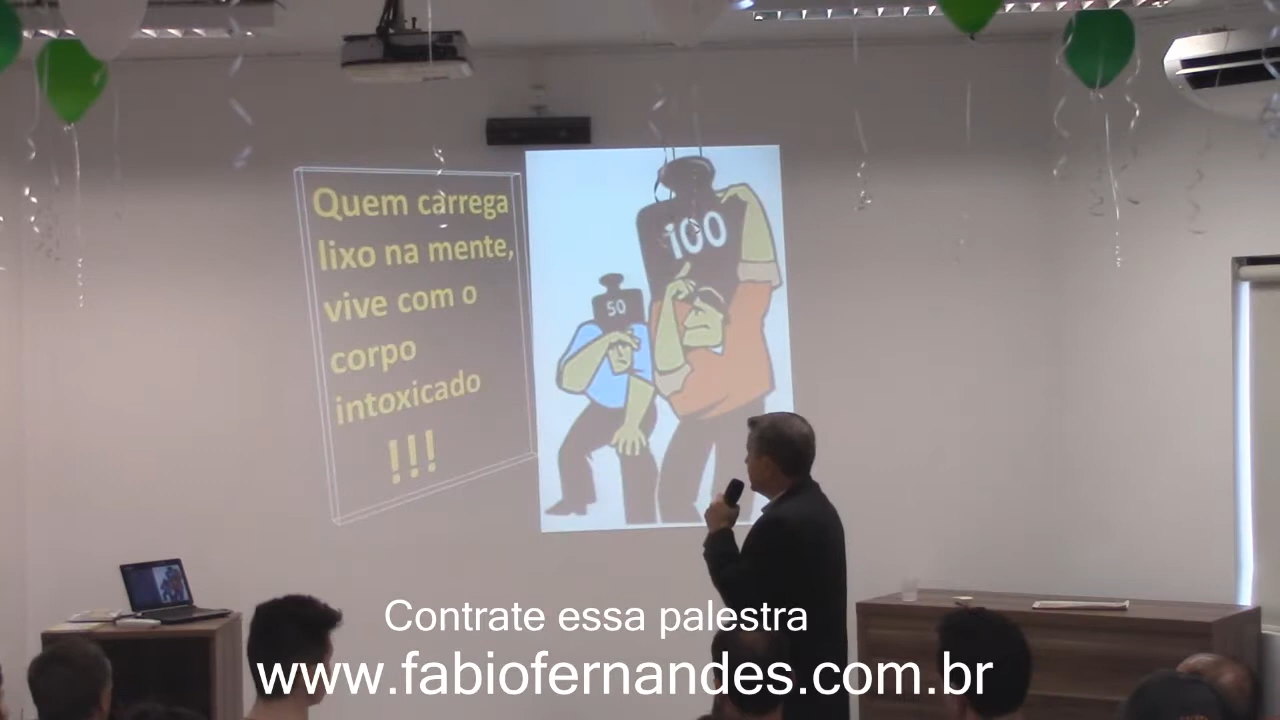 Quem carrega
lixo na mente,
vive com o
corpo
intoxicado
!!!
100
50
Contrate essa palestra
www.fabiofernandes.com.br